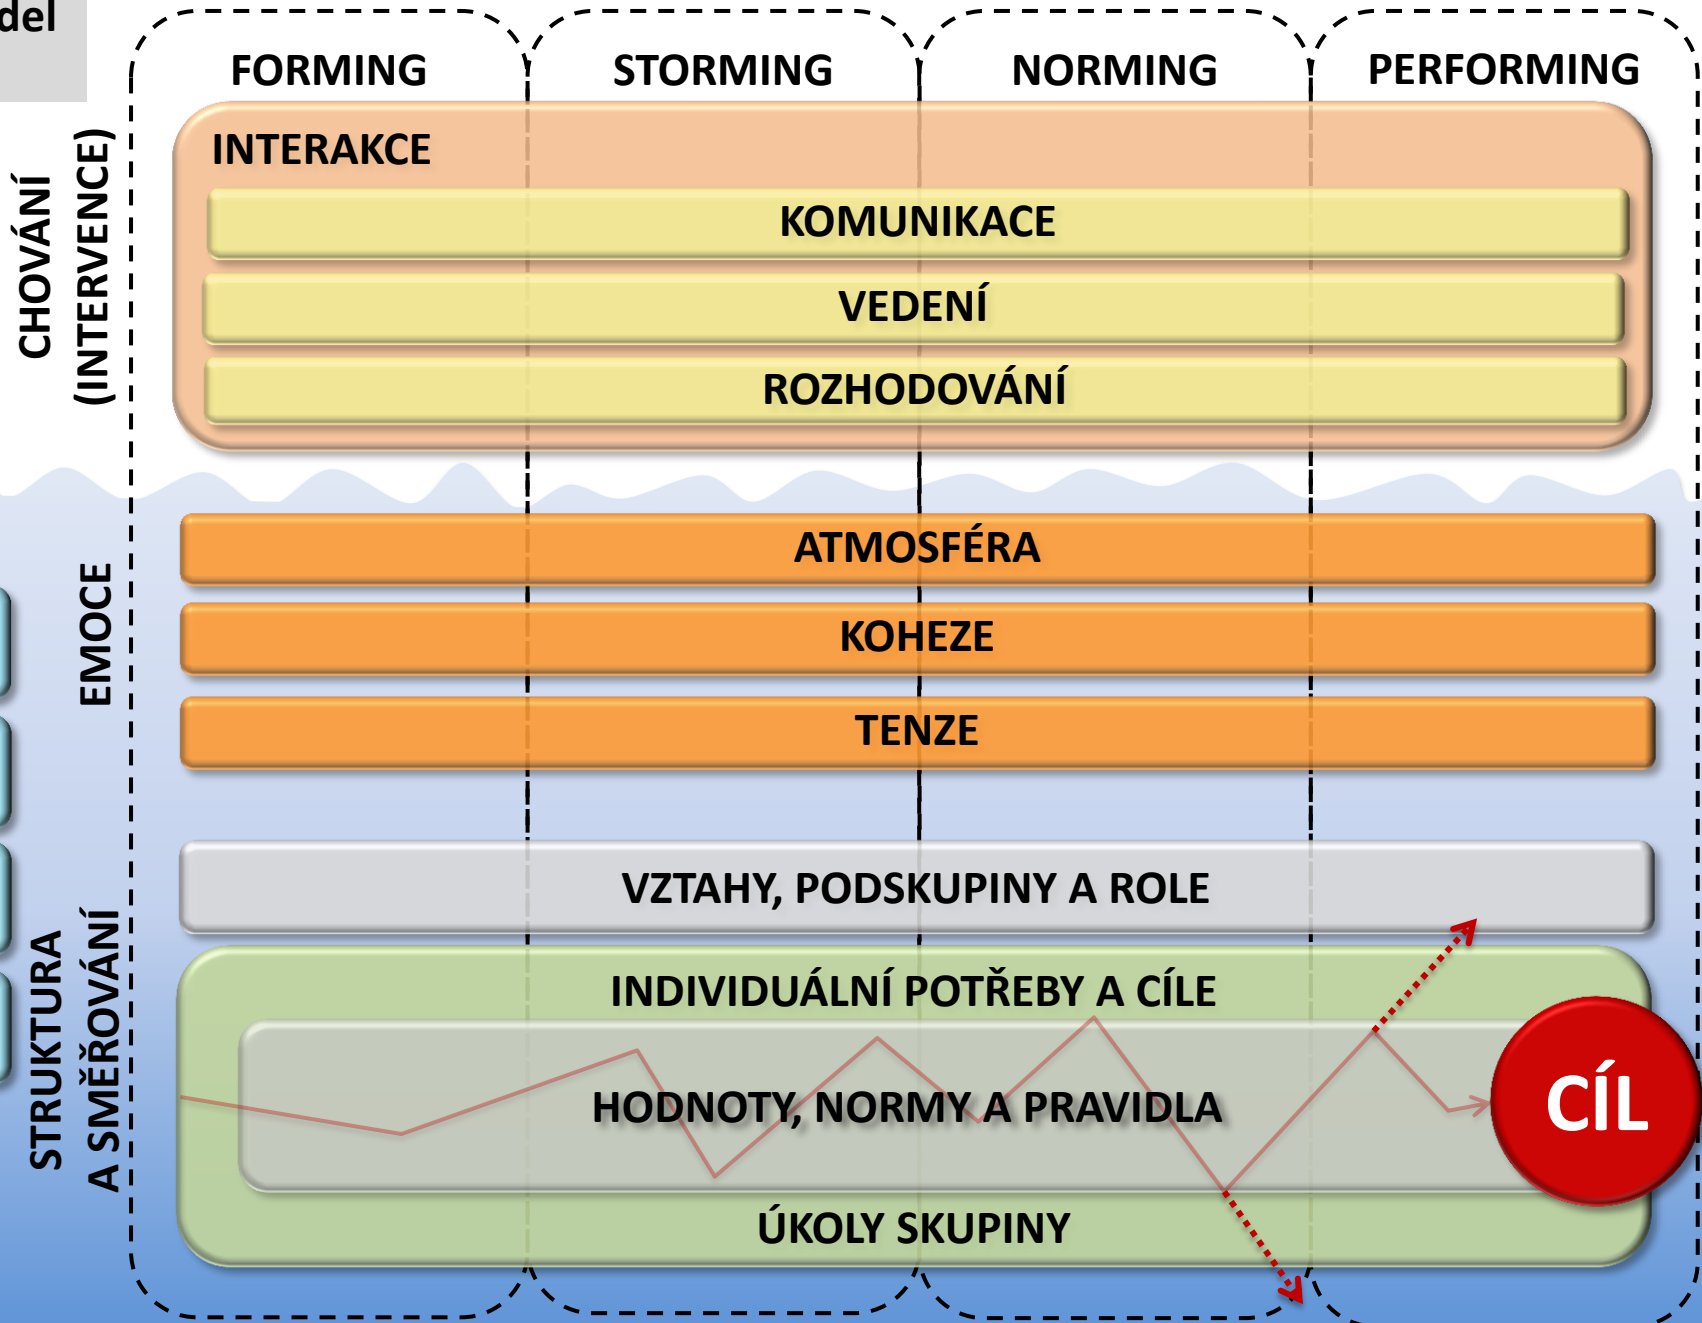 del
FORMING
STORMING
NORMING
PERFORMING
CHOVÁNÍ
(INTERVENCE)
INTERAKCE
KOMUNIKACE
VEDENÍ
ROZHODOVÁNÍ
EMOCE
ATMOSFÉRA
KOHEZE
TENZE
STRUKTURA
A SMĚŘOVÁNÍ
VZTAHY, PODSKUPINY A ROLE
INDIVIDUÁLNÍ POTŘEBY A CÍLE
HODNOTY, NORMY A PRAVIDLA
CÍL
ÚKOLY SKUPINY